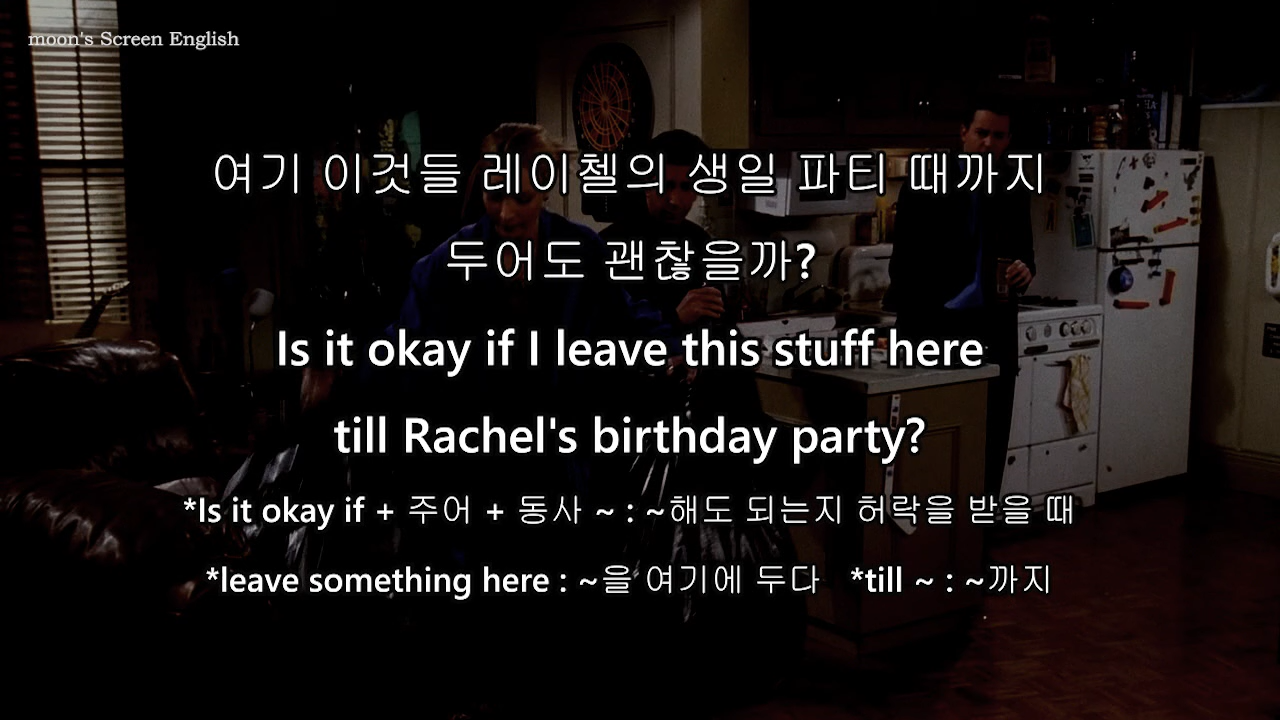 moon's Screen English
여기 이것들 레이첼의 생일 파티 때까지
두어도 괜찮을까?
Is it okay if I leave this stuff here
till Rachel's birthday party?
*Is it okay if + 주어 + 동사 ~ : ~해도 되는지 허락을 받을 때
*leave something here : ~을 여기에 두다   *till ~ : ~까지